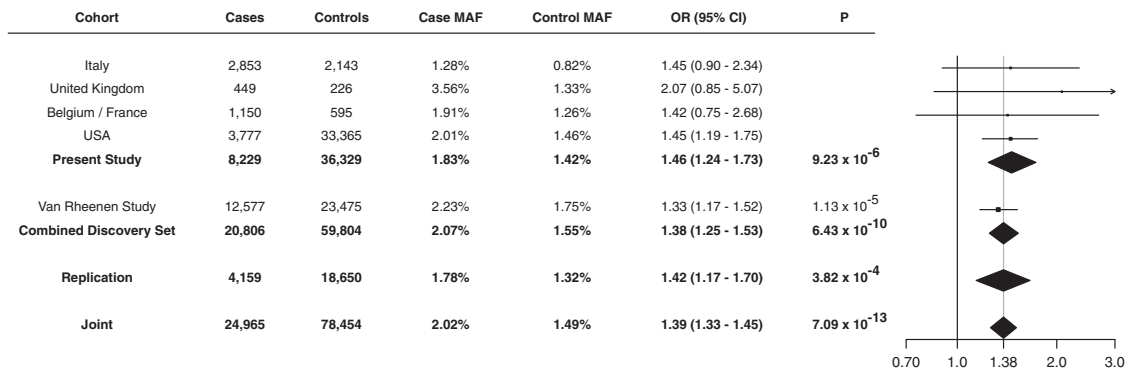 Cohort Cases Controls Case MAF Control MAF OR (95% CI) P
Italy 2,853 2,143 1.28% 0.82% 1.45 (0.90 - 2.34)
United Kingdom 449 226 3.56% 1.33% 2.07 (0.85 - 5.07)
Belgium / France 1,150 595 1.91% 1.26% 1.42 (0.75 - 2.68)
USA 3,777 33,365 2.01% 1.46% 1.45 (1.19 - 1.75)
Present Study 8,229 36,329 1.83% 1.42% 1.46 (1.24 - 1.73) 9.23 x 10^-6
Van Rheenen Study 12,577 23,475 2.23% 1.75% 1.33 (1.17 - 1.52) 1.13 x 10^-5
Combined Discovery Set 20,806 59,804 2.07% 1.55% 1.38 (1.25 - 1.53) 6.43 x 10^-10
Replication 4,159 18,650 1.78% 1.32% 1.42 (1.17 - 1.70) 3.82 x 10^-4
Joint 24,965 78,454 2.02% 1.49% 1.39 (1.33 - 1.45) 7.09 x 10^-13
0.70 1.0 1.38 2.0 3.0